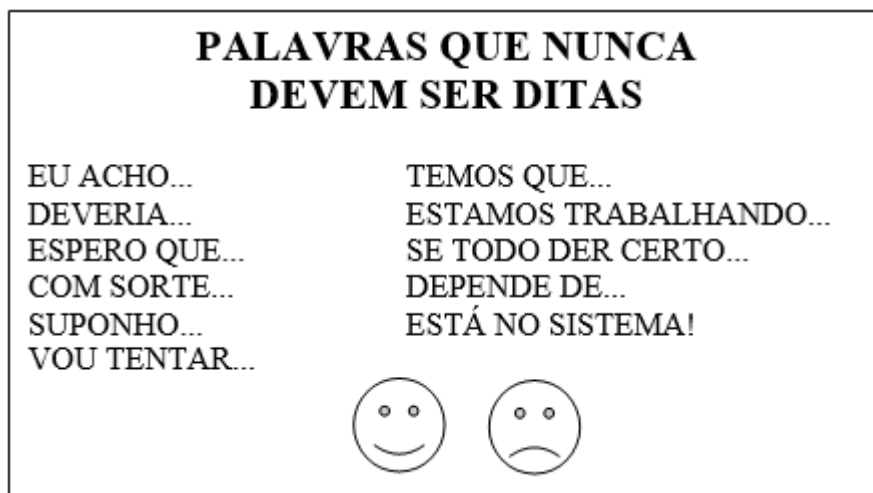 PALAVRAS QUE NUNCA
DEVEM SER DITAS
EU ACHO...
DEVERIA...
ESPERO QUE...
COM SORTE...
SUPONHO...
VOU TENTAR...
TEMOS QUE...
ESTAMOS TRABALHANDO...
SE TODO DER CERTO...
DEPENDE DE...
ESTÁ NO SISTEMA!